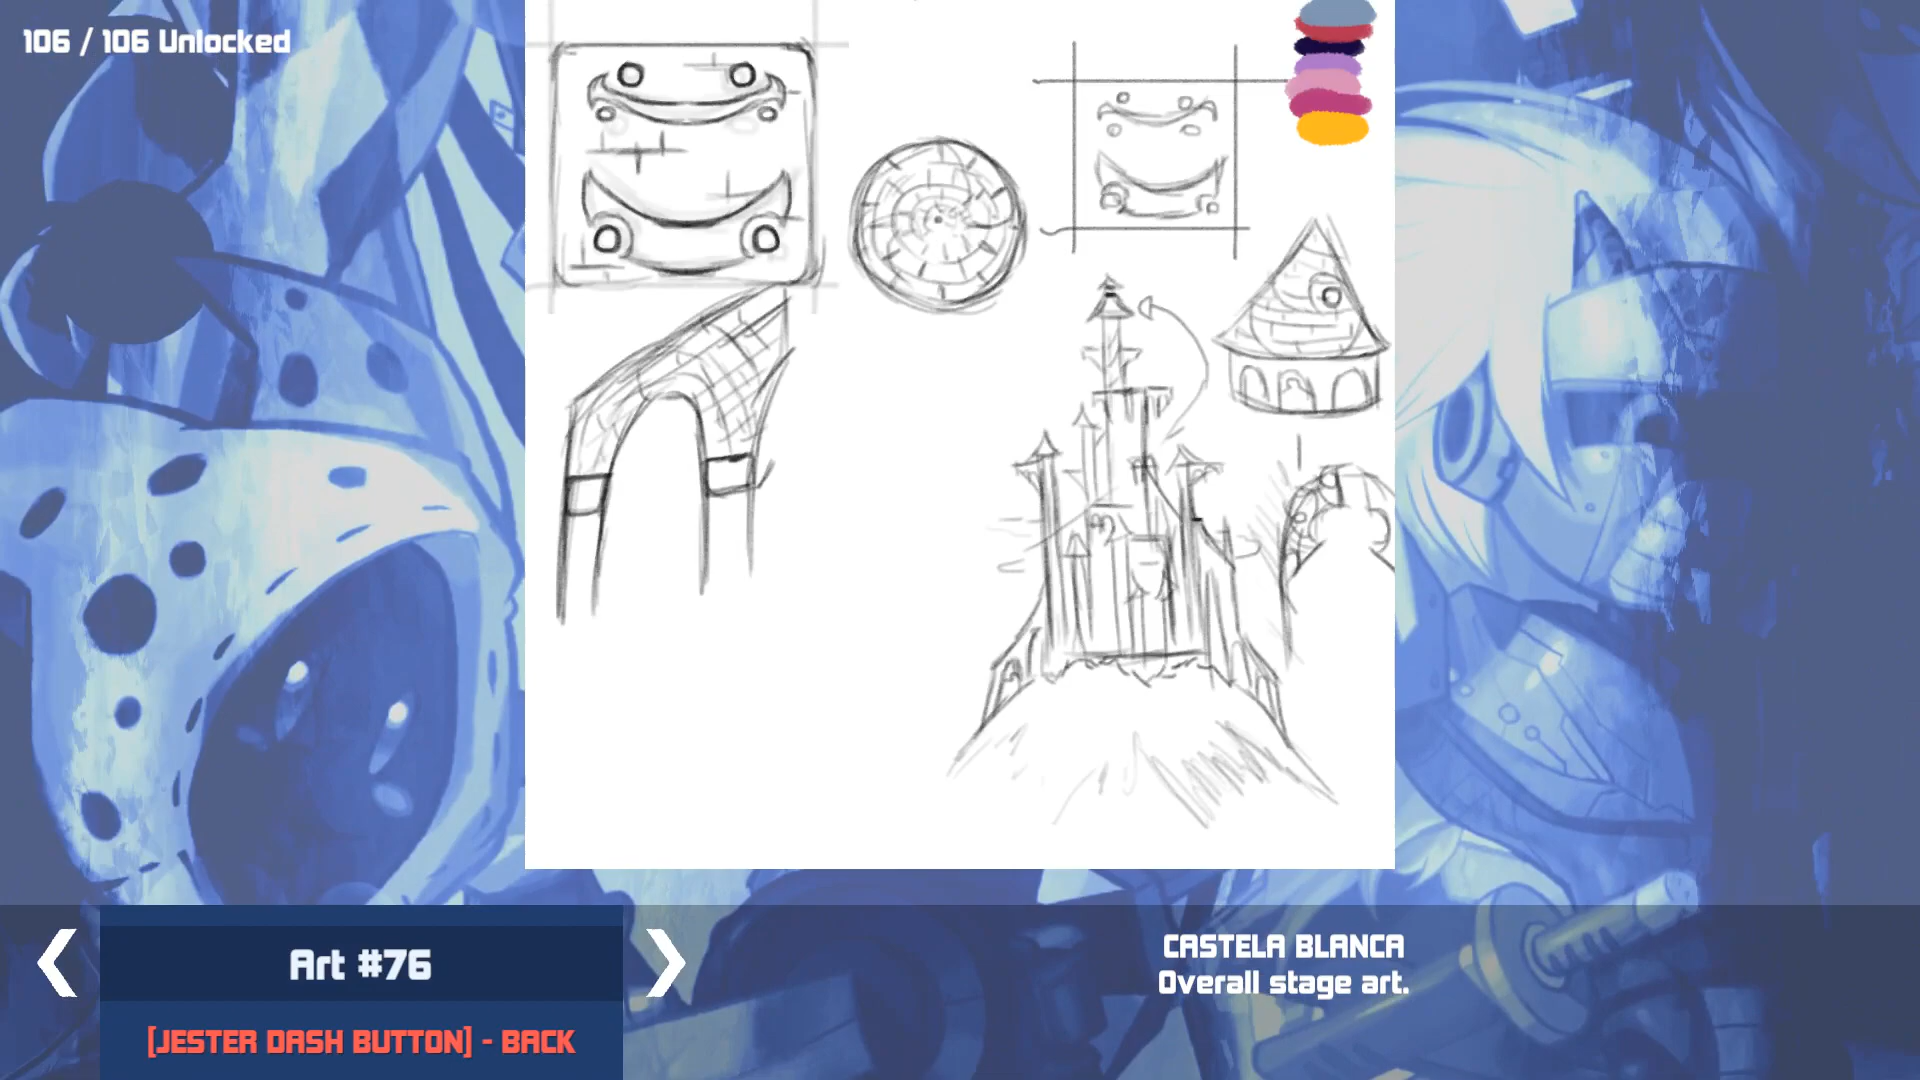 106 / 106 Unlocked
Art #76
[JESTER DASH BUTTON] - BACK
CASTELA BLANCA
Overall stage art.